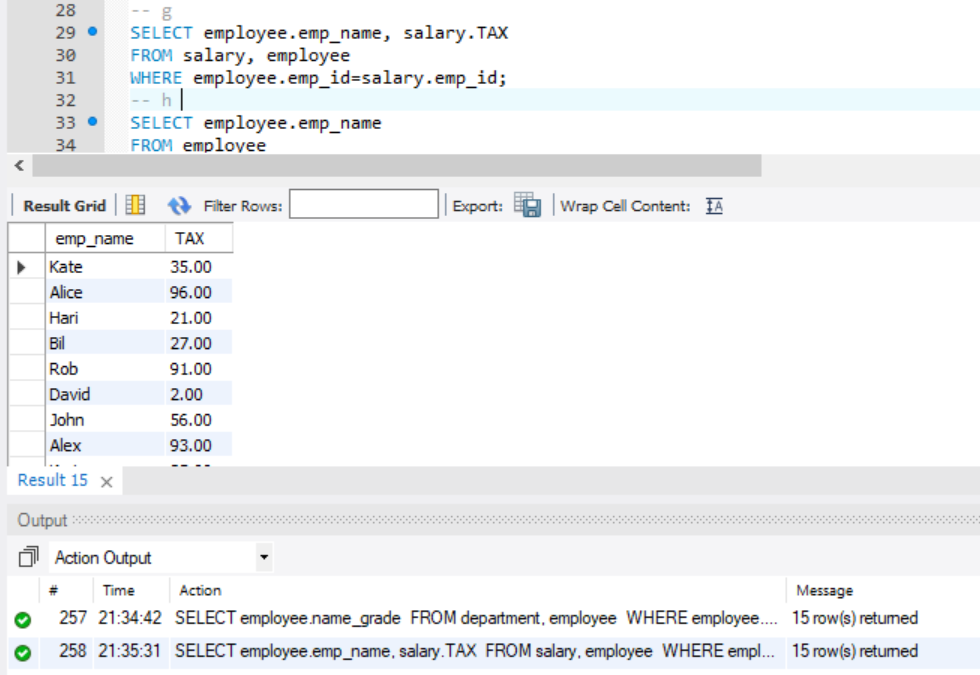 28 -- g
29 SELECT employee.emp_name, salary.TAX
30 FROM salary, employee
31 WHERE employee.emp_id=salary.emp_id;
32 -- h
33 SELECT employee.emp_name
34 FROM employee
Result Grid Filter Rows: Export: Wrap Cell Content: IA
emp_name TAX
Kate 35.00
Alice 96.00
Hari 21.00
Bil 27.00
Rob 91.00
David 2.00
John 56.00
Alex 93.00
Result 15 ×
Output
Action Output
# Time Action Message
257 21:34:42 SELECT employee.name_grade FROM department, employee WHERE employee.... 15 row(s) returned
258 21:35:31 SELECT employee.emp_name, salary.TAX FROM salary, employee WHERE empl... 15 row(s) returned